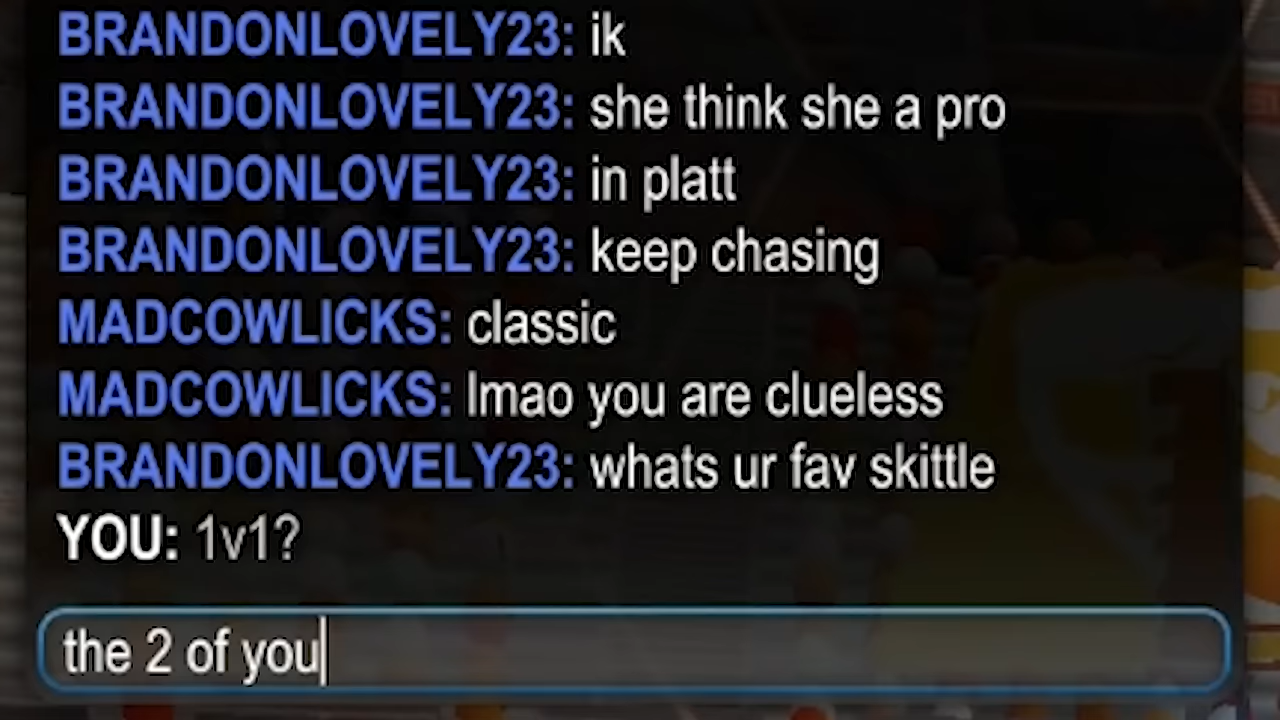 BRANDONLOVELY23: ik
BRANDONLOVELY23: she think she a pro
BRANDONLOVELY23: in platt
BRANDONLOVELY23: keep chasing
MADCOWLICKS: classic
MADCOWLICKS: lmao you are clueless
BRANDONLOVELY23: whats ur fav skittle
YOU: 1v1?
the 2 of you